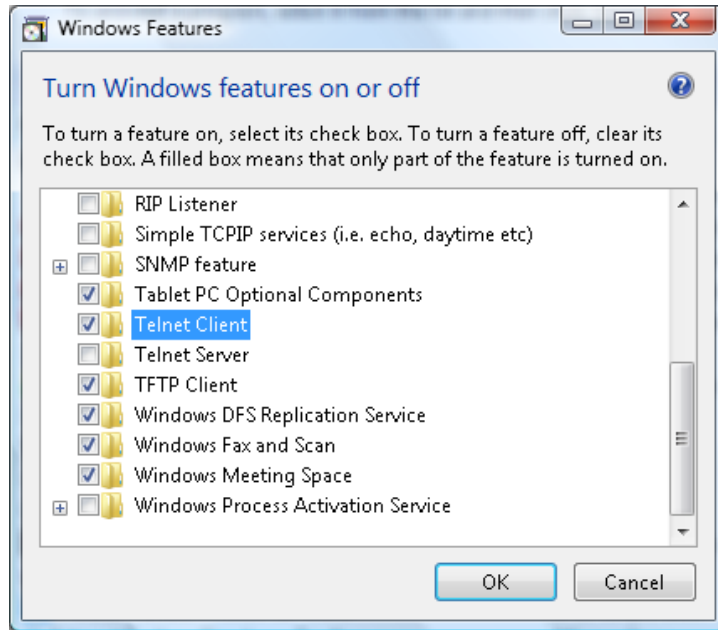 Windows Features
Turn Windows features on or off
To turn a feature on, select its check box. To turn a feature off, clear its
check box. A filled box means that only part of the feature is turned on.
RIP Listener
Simple TCPIP services (i.e. echo, daytime etc)
SNMP feature
Tablet PC Optional Components
Telnet Client
Telnet Server
TFTP Client
Windows DFS Replication Service
Windows Fax and Scan
Windows Meeting Space
Windows Process Activation Service
OK Cancel